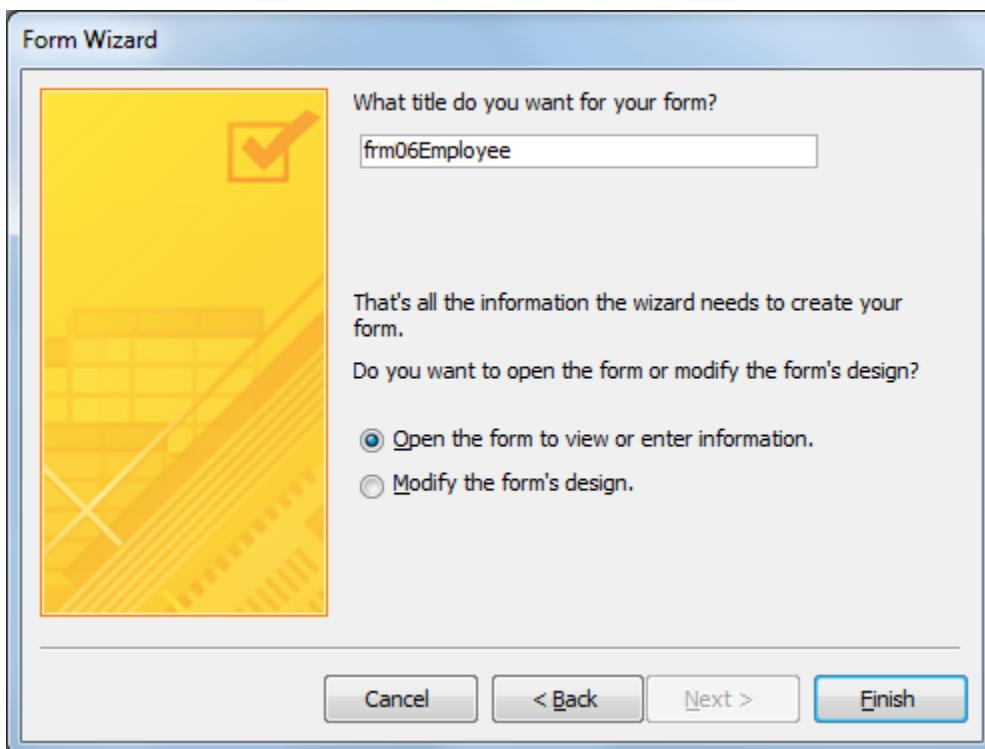 Form Wizard
What title do you want for your form?
frm06Employee
That's all the information the wizard needs to create your
form.
Do you want to open the form or modify the form's design?
Open the form to view or enter information.
Modify the form's design.
Cancel
< Back
Next >
Finish